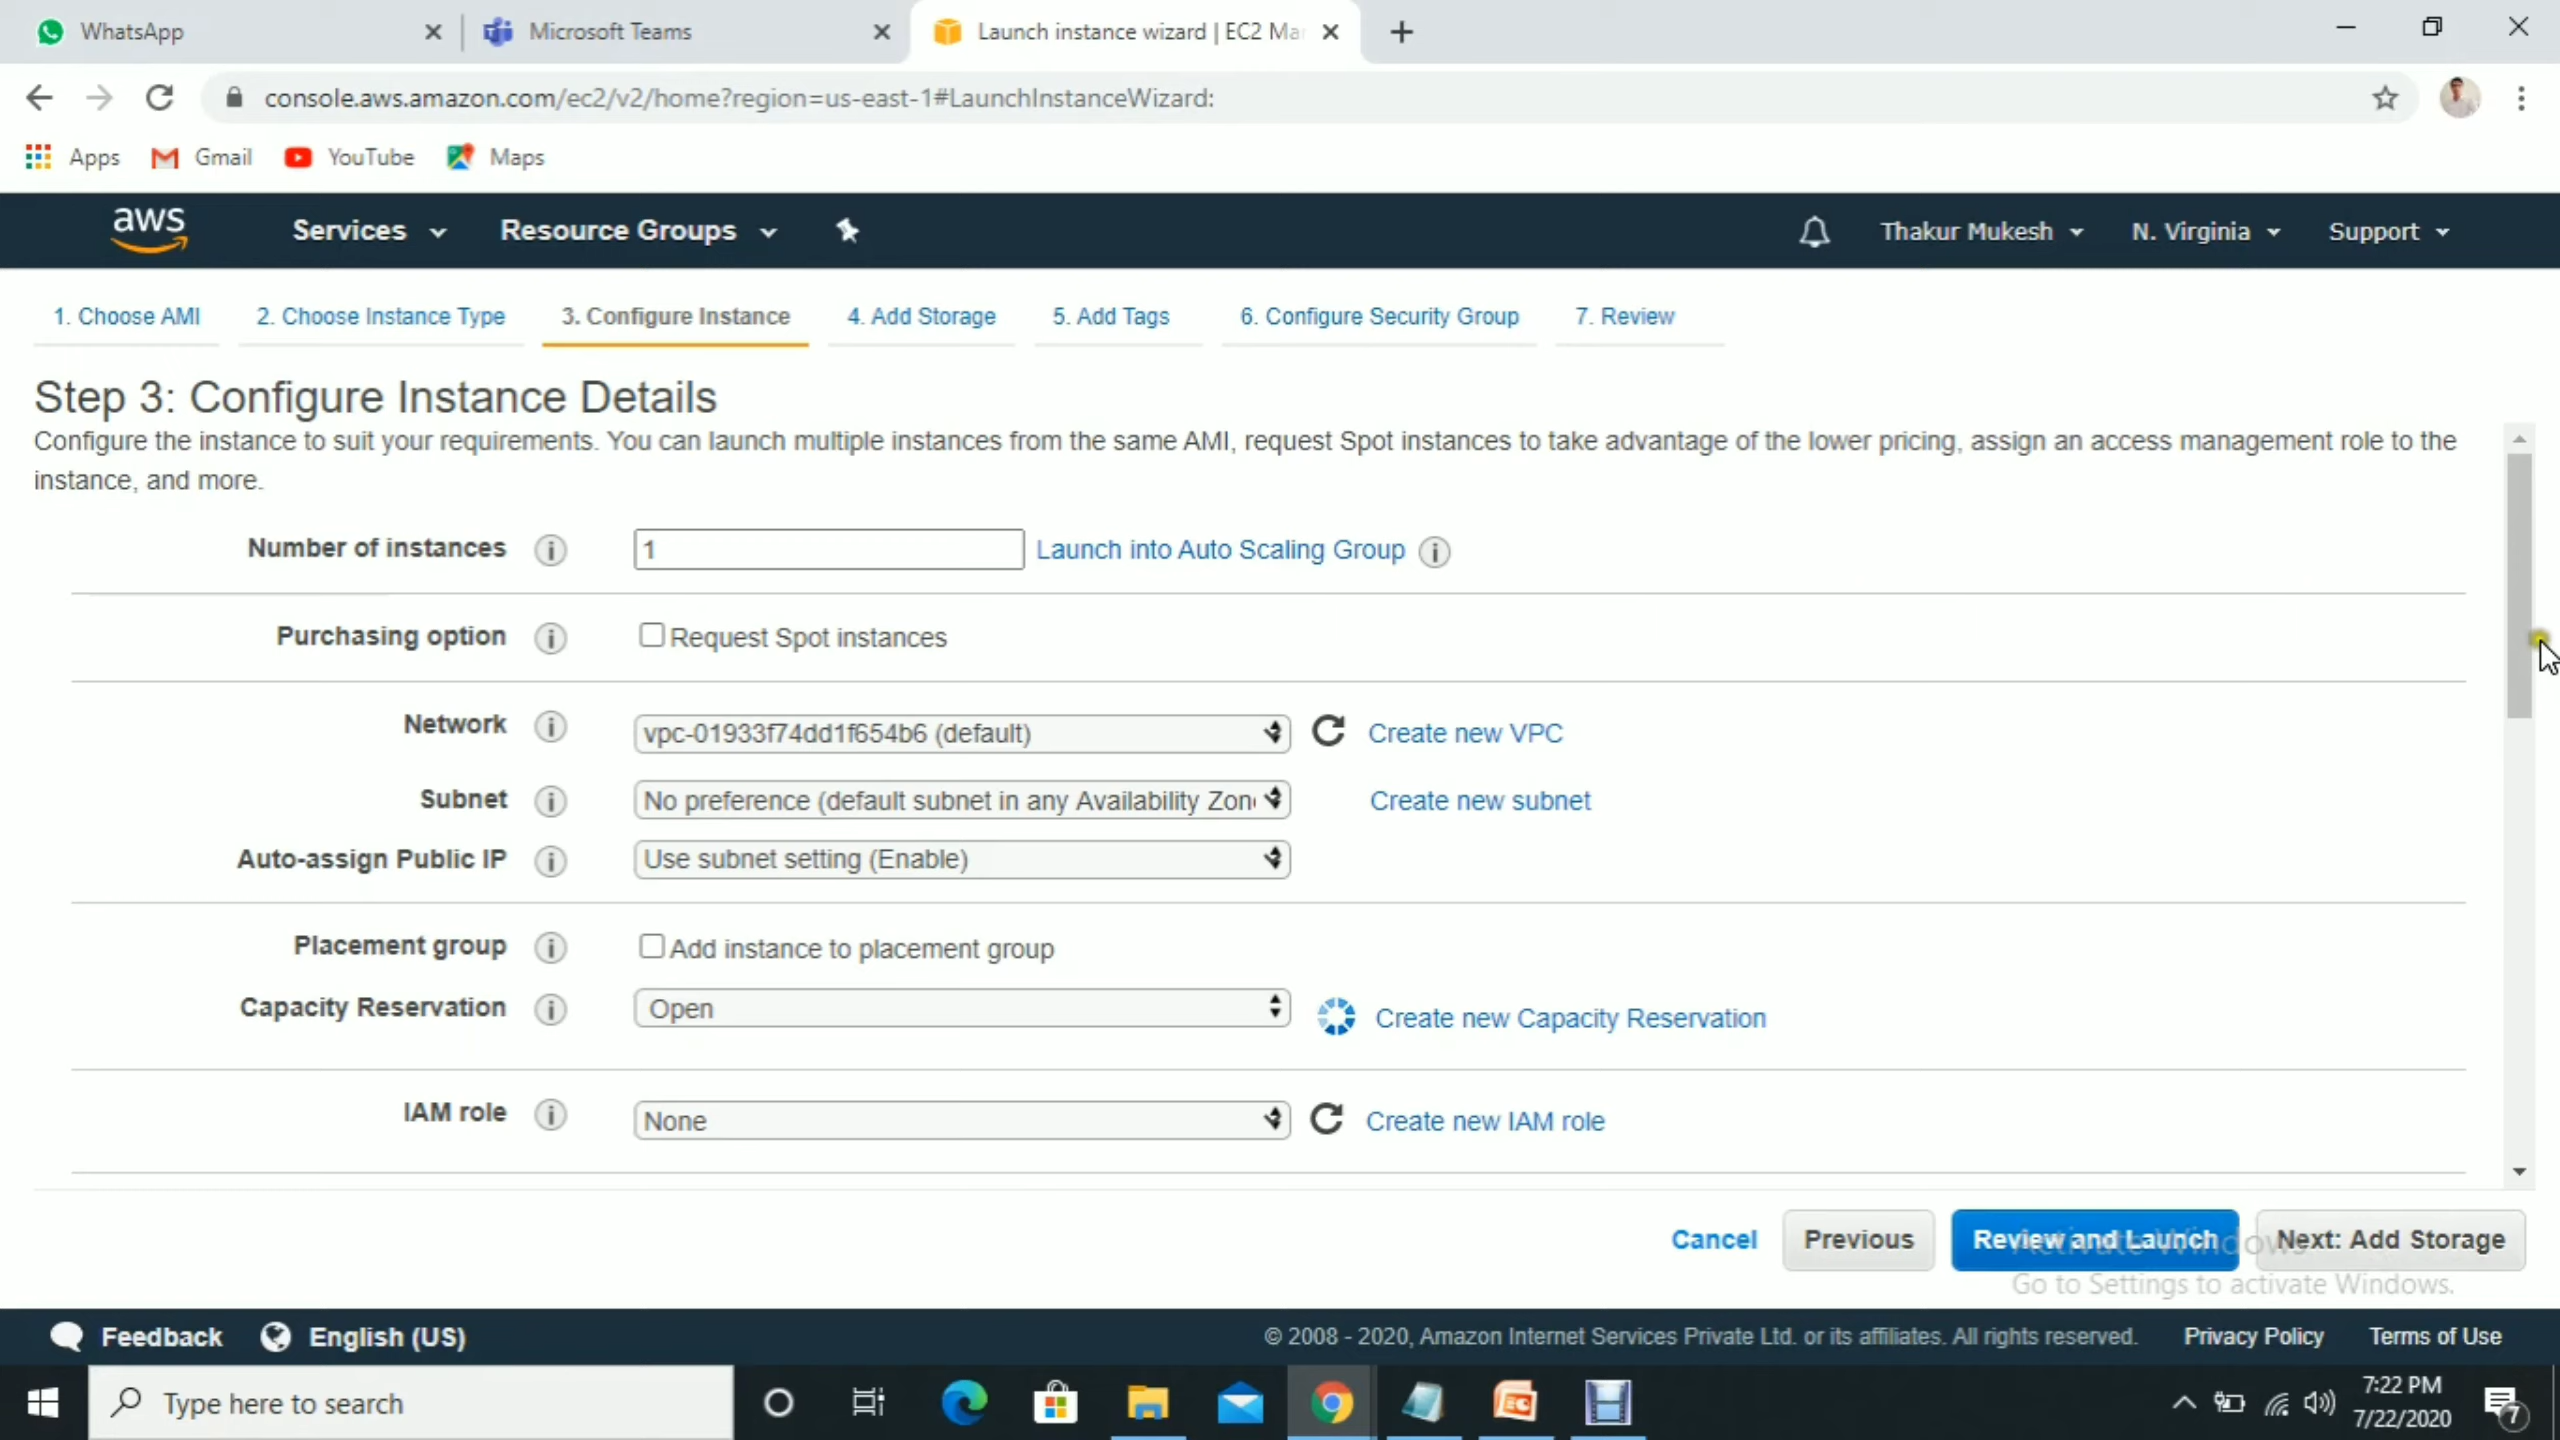 WhatsApp
Microsoft Teams
Launch instance wizard | EC2 Ma
console.aws.amazon.com/ec2/v2/home?region=us-east-1#LaunchInstanceWizard:
Apps
Gmail
YouTube
Maps
aws
Services
Resource Groups
Thakur Mukesh
N. Virginia
Support
1. Choose AMI
2. Choose Instance Type
3. Configure Instance
4. Add Storage
5. Add Tags
6. Configure Security Group
7. Review
Step 3: Configure Instance Details
Configure the instance to suit your requirements. You can launch multiple instances from the same AMI, request Spot instances to take advantage of the lower pricing, assign an access management role to the
instance, and more.
Number of instances i 1 Launch into Auto Scaling Group i
Purchasing option i Request Spot instances
Network i vpc-01933f74dd1f654b6 (default) Create new VPC
Subnet i No preference (default subnet in any Availability Zon Create new subnet
Auto-assign Public IP i Use subnet setting (Enable)
Placement group i Add instance to placement group
Capacity Reservation i Open Create new Capacity Reservation
IAM role i None Create new IAM role
Cancel
Previous
Review and Launch
Next: Add Storage
Activate Windows
Go to Settings to activate Windows.
Feedback
English (US)
© 2008 - 2020, Amazon Internet Services Private Ltd. or its affiliates. All rights reserved.
Privacy Policy
Terms of Use
Type here to search
7:22 PM
7/22/2020
7